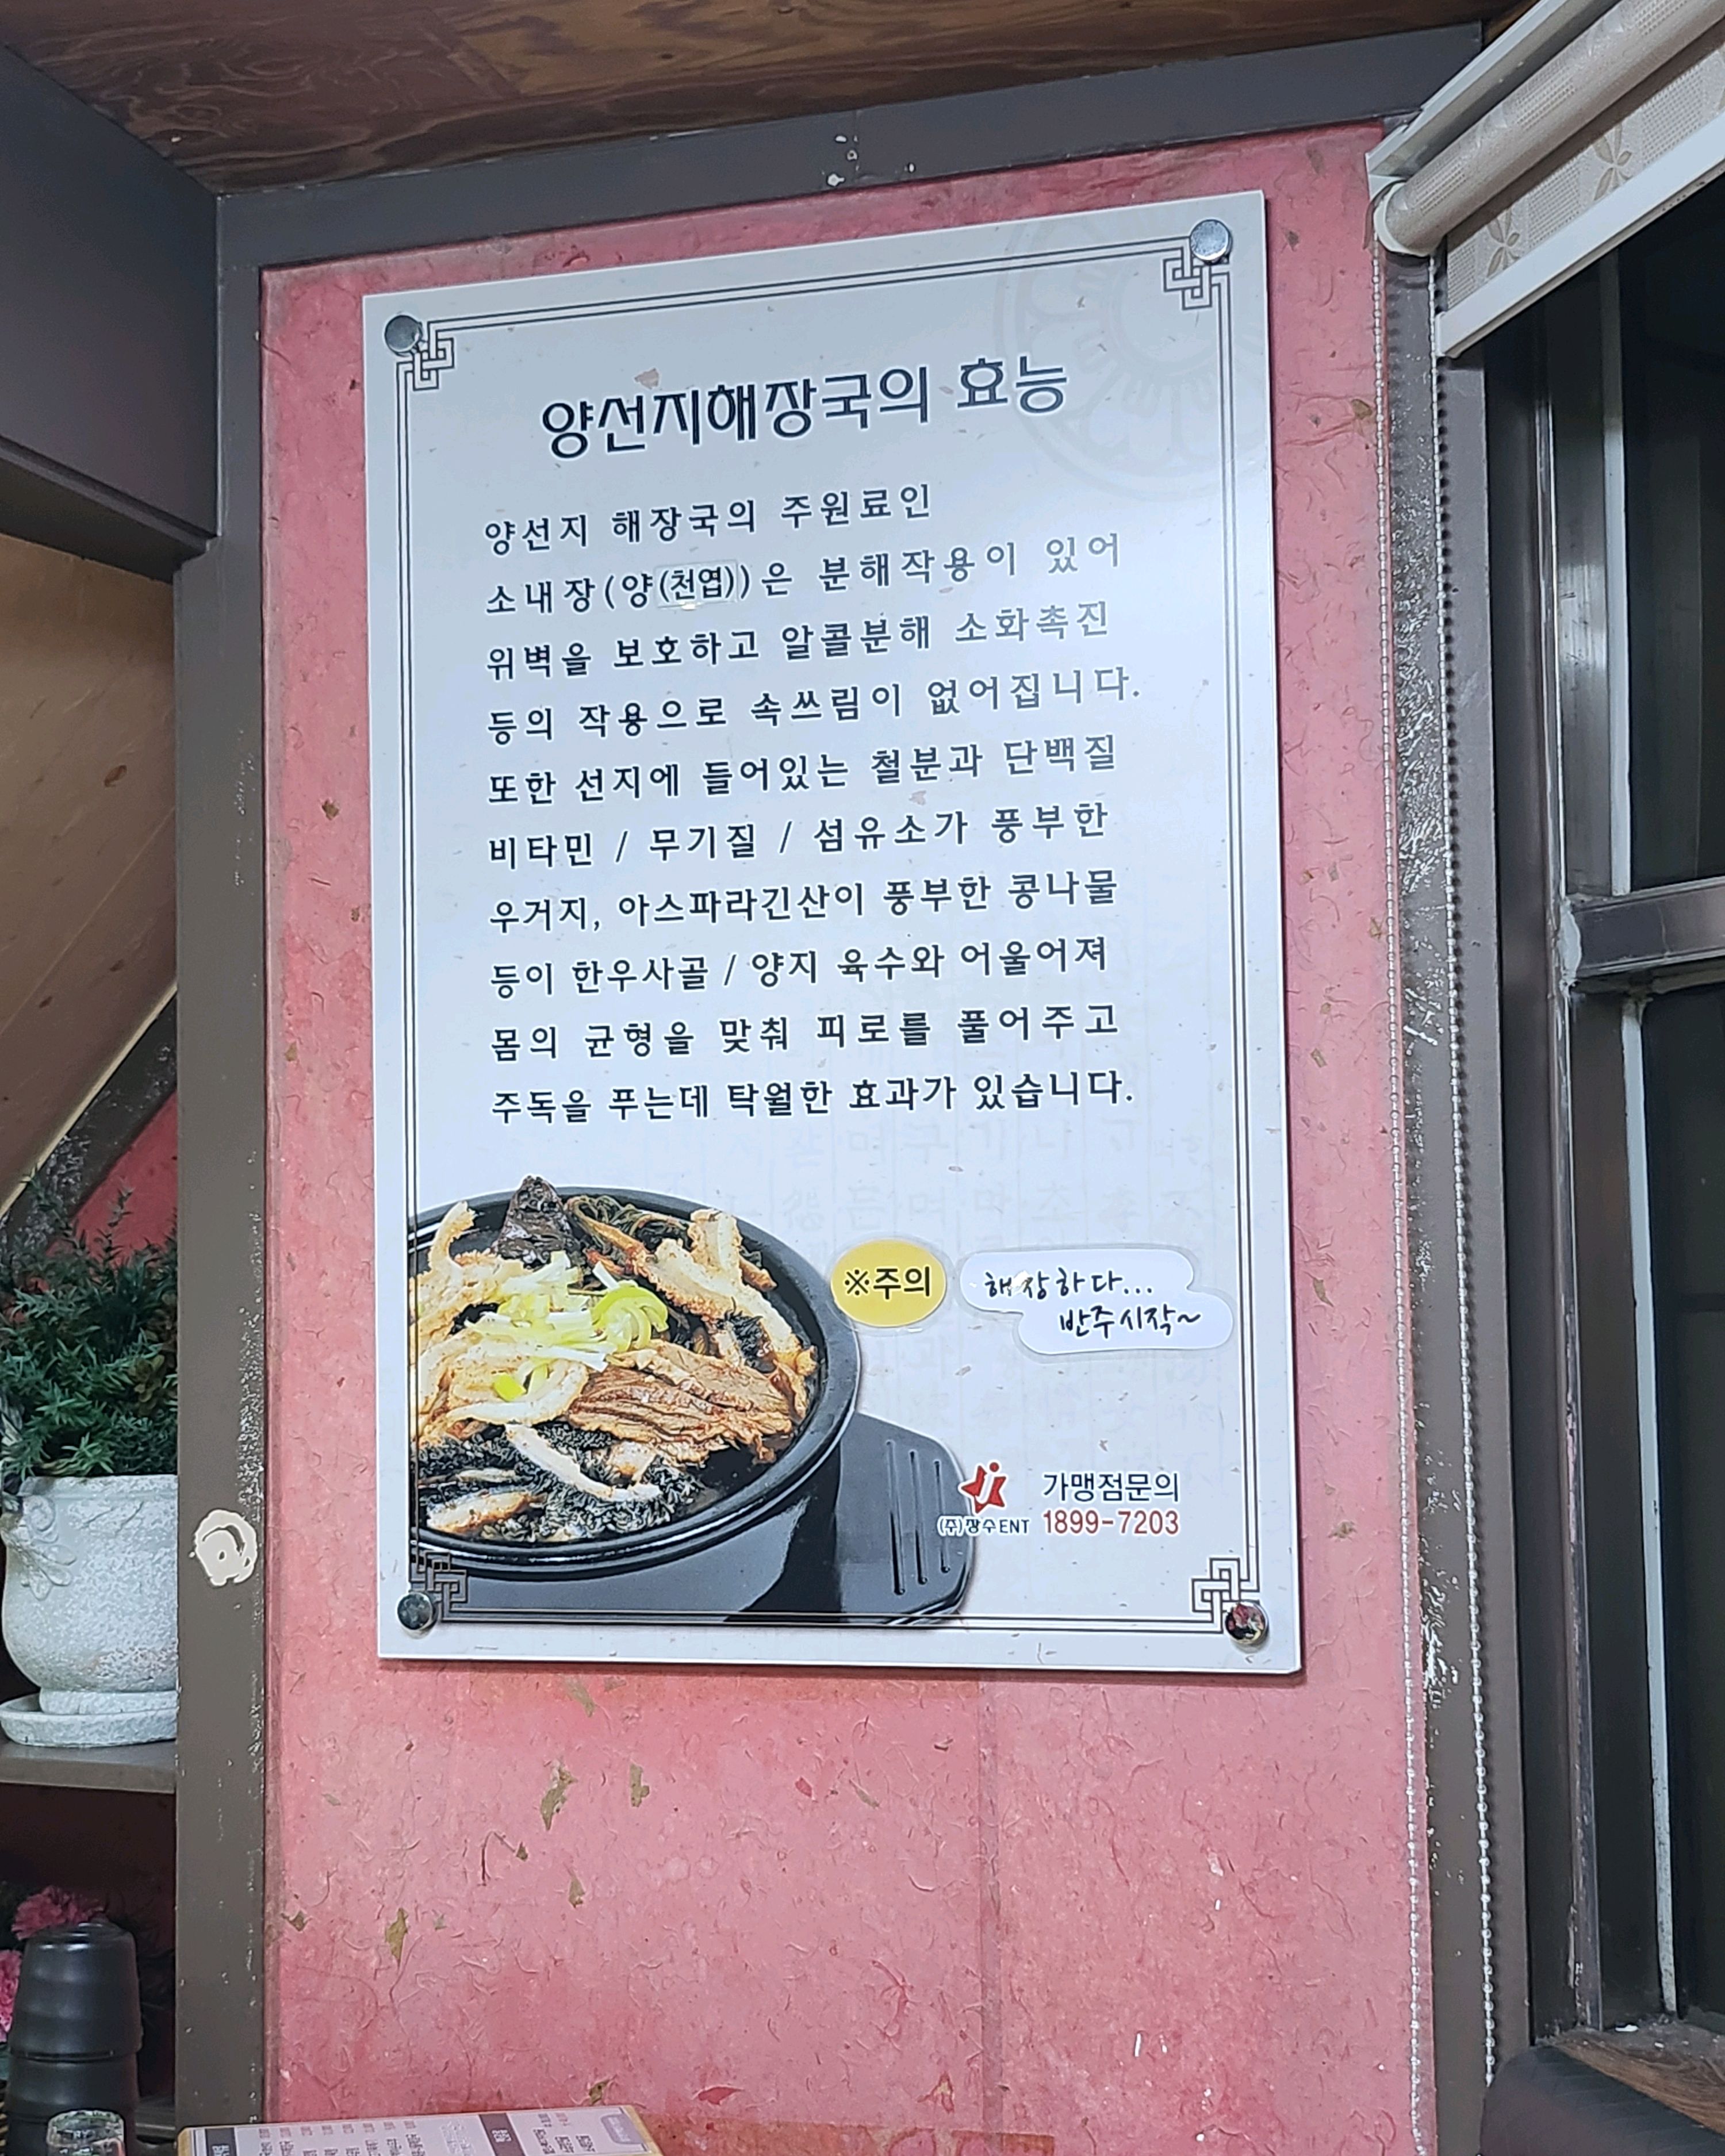 양선지해장국의 효능
양선지 해장국의 주원료인
소내장(양(천엽))은 분해작용이 있어
위벽을 보호하고 알콜분해 소화촉진
등의 작용으로 속쓰림이 없어집니다.
또한 선지에 들어있는 철분과 단백질
비타민 / 무기질 / 섬유소가 풍부한
우거지, 아스파라긴산이 풍부한 콩나물
등이 한우사골 / 양지 육수와 어울어져
몸의 균형을 맞춰 피로를 풀어주고
주독을 푸는데 탁월한 효과가 있습니다.
※주의
해장하다...
반주시작~
가맹점문의
(주)장수ENT 1899-7203